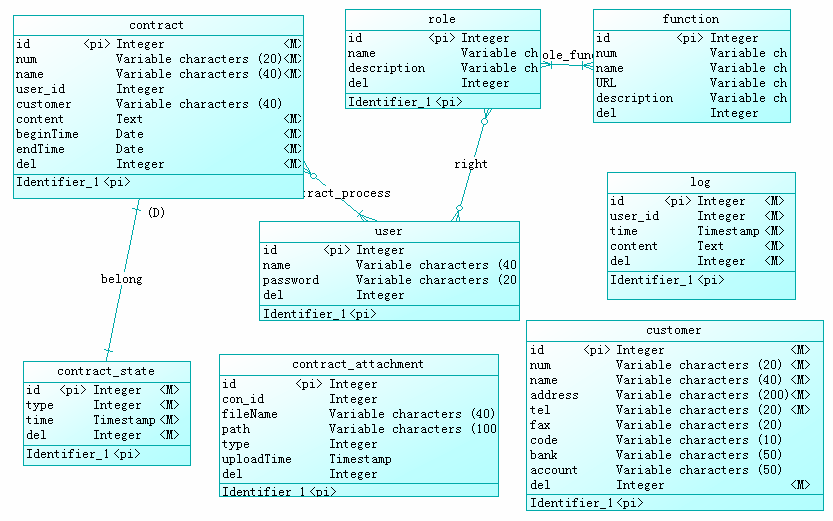 contract
id <pi> Integer <M>
num Variable characters (20) <M>
name Variable characters (40) <M>
user_id Integer
customer Variable characters (40)
content Text <M>
beginTime Date <M>
endTime Date <M>
del Integer <M>
Identifier_1 <pi>
role
id <pi> Integer
name Variable ch
description Variable ch
del Integer
Identifier_1 <pi>
ole_func
function
id <pi> Integer
num Variable ch
name Variable ch
URL Variable ch
description Variable ch
del Integer
Identifier_1 <pi>
right
tract_process
(D)
belong
user
id <pi> Integer
name Variable characters (40
password Variable characters (20
del Integer
Identifier_1 <pi>
log
id <pi> Integer <M>
user_id Integer <M>
time Timestamp <M>
content Text <M>
del Integer <M>
Identifier_1 <pi>
contract_state
id <pi> Integer <M>
type Integer <M>
time Timestamp <M>
del Integer <M>
Identifier_1 <pi>
contract_attachment
id <pi> Integer
con_id Integer
fileName Variable characters (40)
path Variable characters (100
type Integer
uploadTime Timestamp
del Integer
Identifier_1 <pi>
customer
id <pi> Integer <M>
num Variable characters (20) <M>
name Variable characters (40) <M>
address Variable characters (200) <M>
tel Variable characters (20) <M>
fax Variable characters (20)
code Variable characters (10)
bank Variable characters (50)
account Variable characters (50)
del Integer <M>
Identifier_1 <pi>